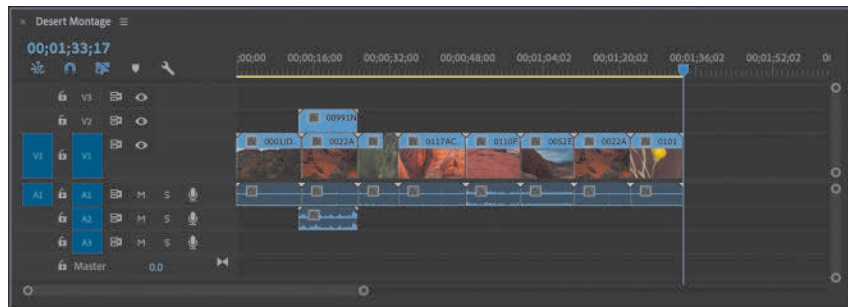 × Desert Montage
00;01;33;17
;00;00 00;00;16;00 00;00;32;00 00;00;48;00 00;01;04;02 00;01;20;02 00;01;36;02 00;01;52;02
V3
V2 00991N
V1 V1 0001JD 0022A 0117AC 0110F 0052E 0022A 0101
A1 A1 M S
A2 M S
A3 M S
Master 0.0